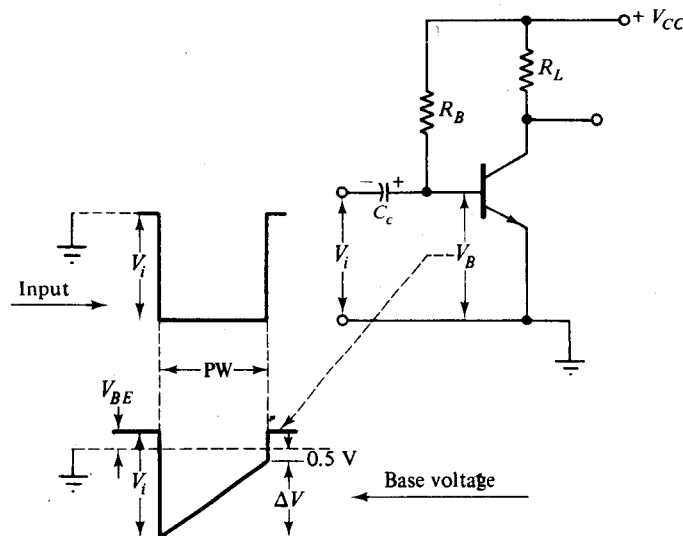 + V_CC
R_L
R_B
− +
C_c
V_i
V_i
V_B
Input
PW
V_BE
0.5 V
V_i
ΔV
Base voltage